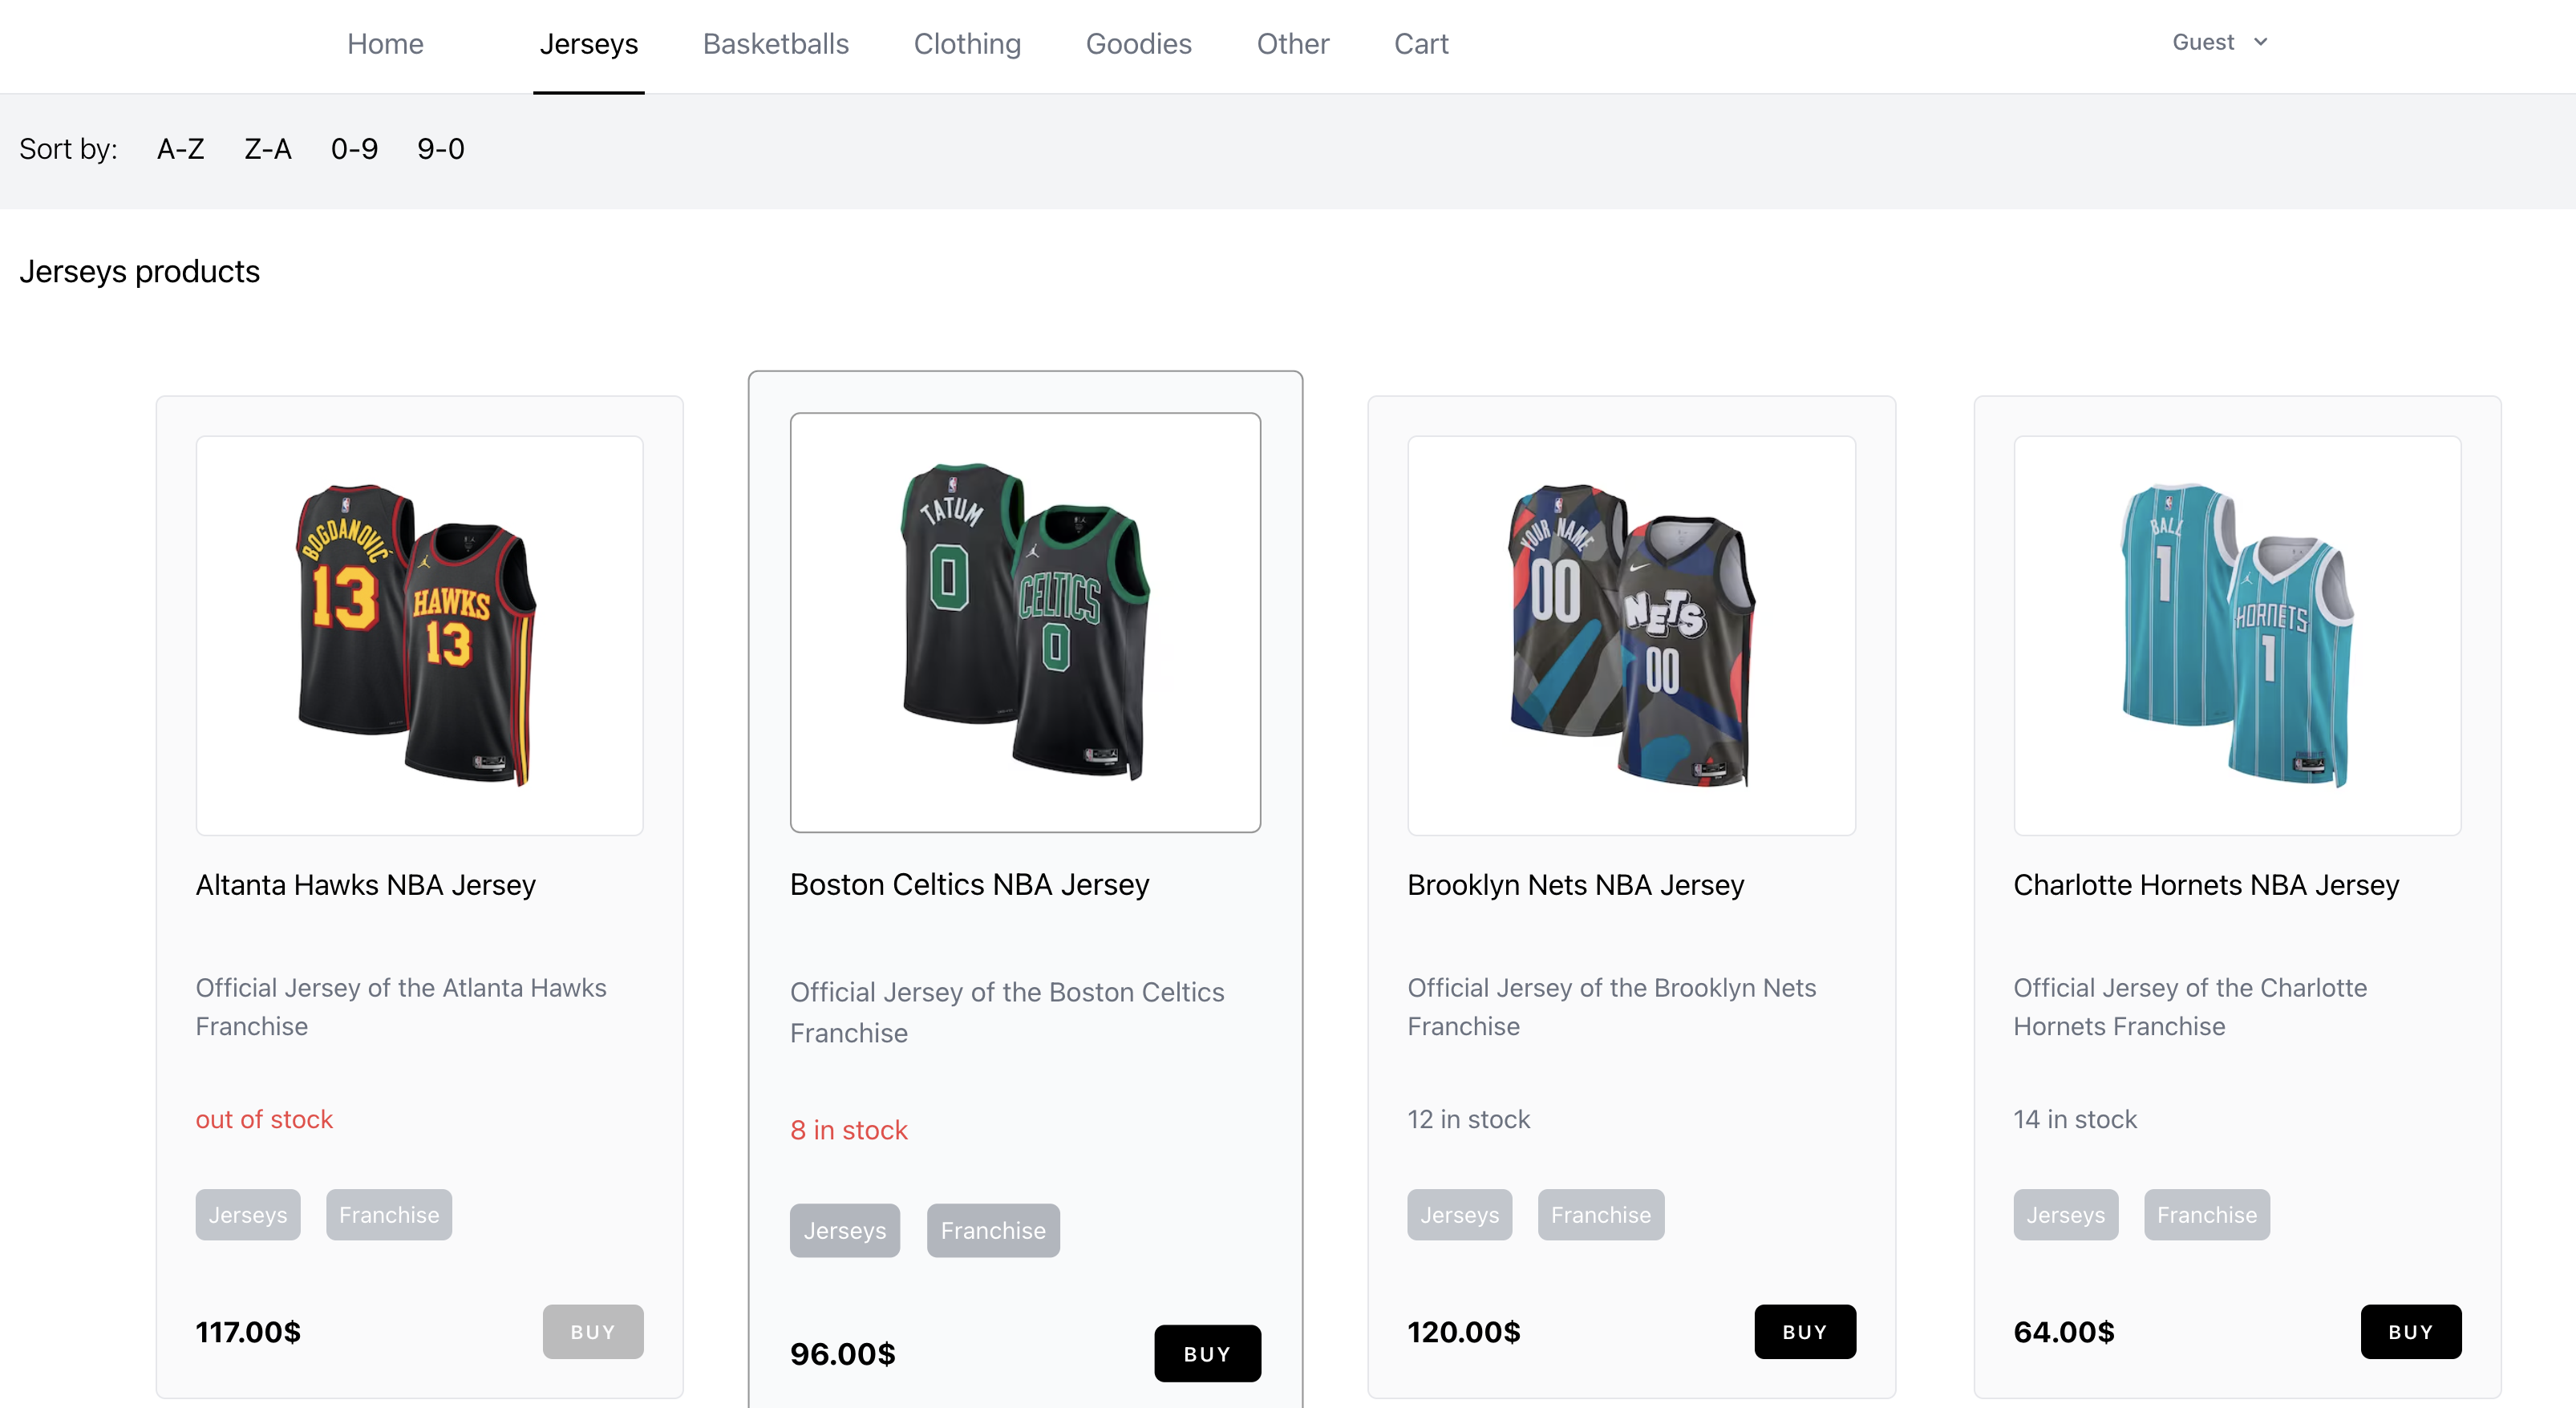 Home Jerseys Basketballs Clothing Goodies Other Cart Guest
Sort by: A-Z Z-A 0-9 9-0
Jerseys products
BOGDANOVIĆ
13
HAWKS
13
TATUM
0
CELTICS
0
YOUR NAME
00
NETS
00
BALL
1
HORNETS
1
Altanta Hawks NBA Jersey
Official Jersey of the Atlanta Hawks
Franchise
out of stock
Jerseys Franchise
117.00$ BUY
Boston Celtics NBA Jersey
Official Jersey of the Boston Celtics
Franchise
8 in stock
Jerseys Franchise
96.00$ BUY
Brooklyn Nets NBA Jersey
Official Jersey of the Brooklyn Nets
Franchise
12 in stock
Jerseys Franchise
120.00$ BUY
Charlotte Hornets NBA Jersey
Official Jersey of the Charlotte
Hornets Franchise
14 in stock
Jerseys Franchise
64.00$ BUY